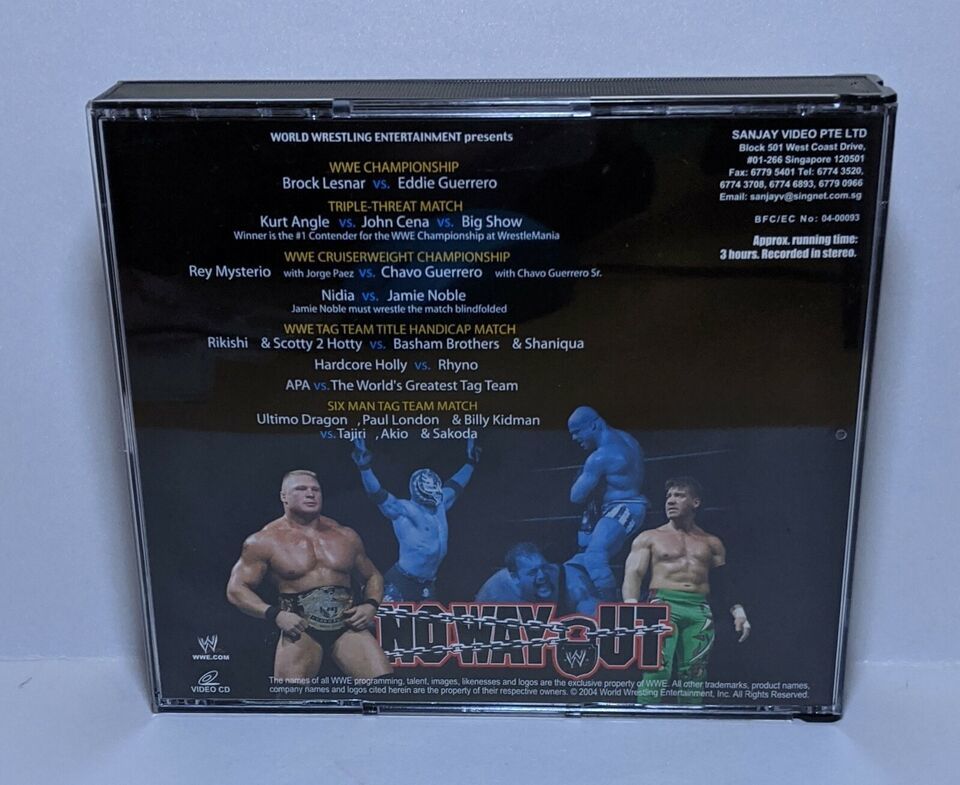 WORLD WRESTLING ENTERTAINMENT presents
WWE CHAMPIONSHIP
Brock Lesnar vs. Eddie Guerrero
TRIPLE-THREAT MATCH
Kurt Angle vs. John Cena vs. Big Show
Winner is the #1 Contender for the WWE Championship at WrestleMania
WWE CRUISERWEIGHT CHAMPIONSHIP
Rey Mysterio with Jorge Paez vs. Chavo Guerrero with Chavo Guerrero Sr.
Nidia vs. Jamie Noble
Jamie Noble must wrestle the match blindfolded
WWE TAG TEAM TITLE HANDICAP MATCH
Rikishi & Scotty 2 Hotty vs. Basham Brothers & Shaniqua
Hardcore Holly vs. Rhyno
APA vs. The World's Greatest Tag Team
SIX MAN TAG TEAM MATCH
Ultimo Dragon , Paul London & Billy Kidman
vs. Tajiri , Akio & Sakoda
SANJAY VIDEO PTE LTD
Block 501 West Coast Drive,
#01-266 Singapore 120501
Fax: 6779 5401 Tel: 6774 3520,
6774 3708, 6774 6893, 6779 0966
Email: sanjayv@singnet.com.sg
BFC/EC No: 04-00093
Approx. running time:
3 hours. Recorded in stereo.
NO WAY OUT
W
WWE.COM
VIDEO CD
The names of all WWE programming, talent, images, likenesses and logos are the exclusive property of WWE. All other trademarks, product names,
company names and logos cited herein are the property of their respective owners. © 2004 World Wrestling Entertainment, Inc. All Rights Reserved.